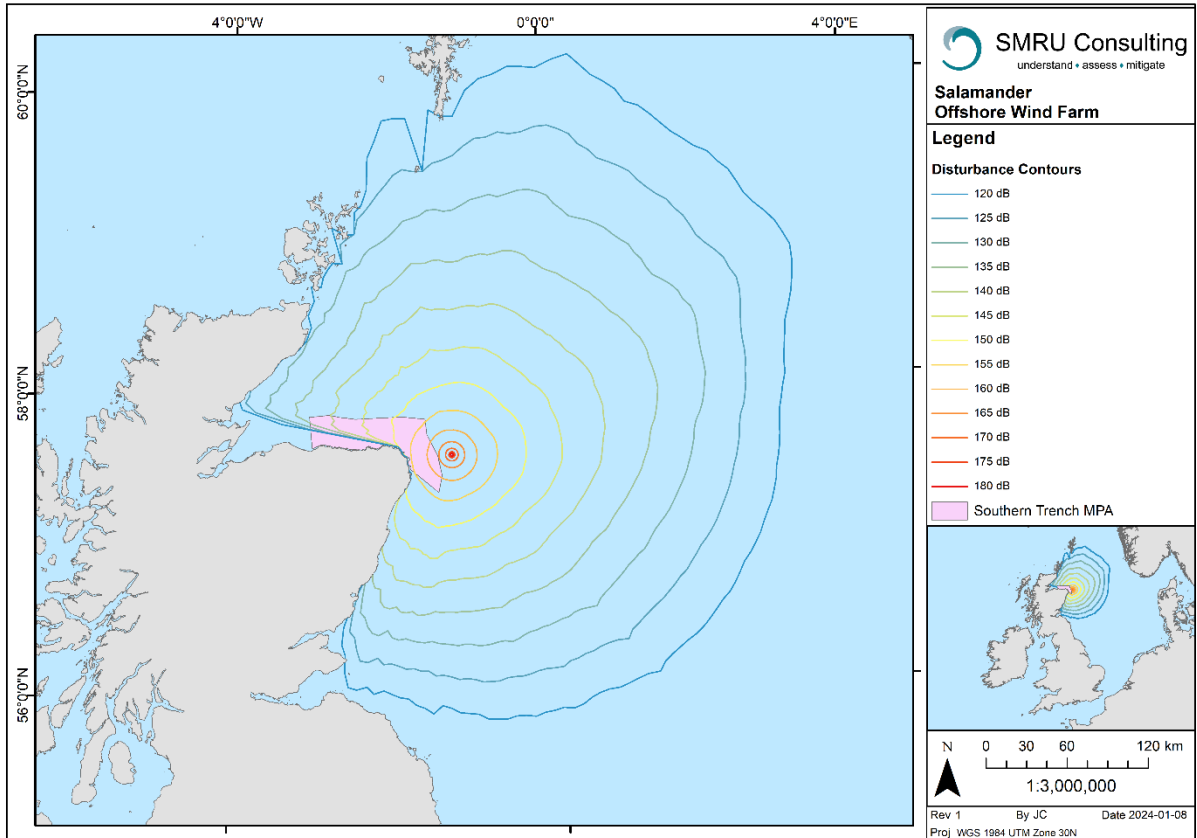 4°0'0"W
0°0'0"
4°0'0"E
60°0'0"N
58°0'0"N
56°0'0"N
SMRU Consulting
understand • assess • mitigate
Salamander
Offshore Wind Farm
Legend
Disturbance Contours
120 dB
125 dB
130 dB
135 dB
140 dB
145 dB
150 dB
155 dB
160 dB
165 dB
170 dB
175 dB
180 dB
Southern Trench MPA
N
0 30 60 120 km
1:3,000,000
Rev 1 By JC Date 2024-01-08
Proj WGS 1984 UTM Zone 30N